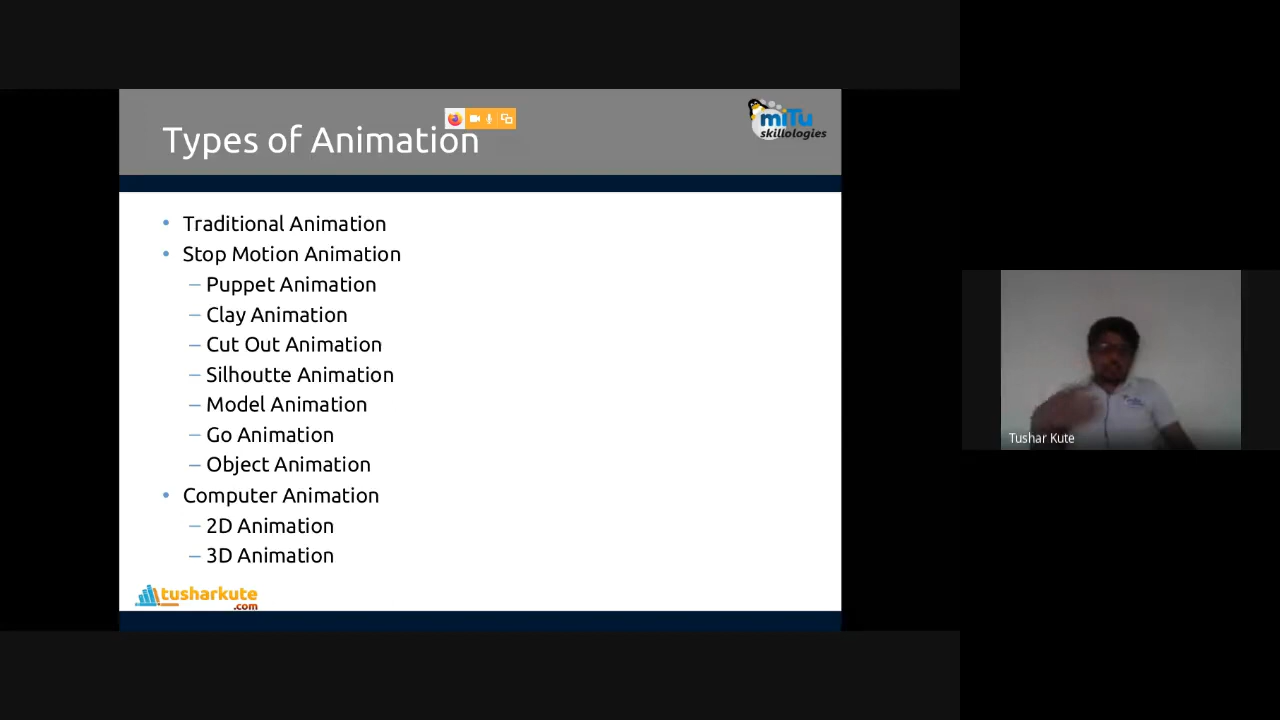 Types of Animation
miTu
skillologies
• Traditional Animation
• Stop Motion Animation
– Puppet Animation
– Clay Animation
– Cut Out Animation
– Silhoutte Animation
– Model Animation
– Go Animation
– Object Animation
• Computer Animation
– 2D Animation
– 3D Animation
tusharkute
.com
Tushar Kute